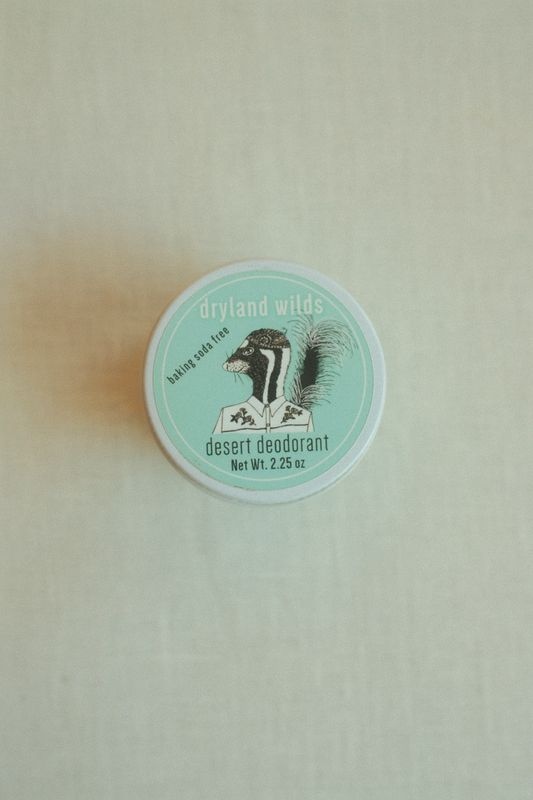 dryland wilds
baking soda free
desert deodorant
Net Wt. 2.25 oz